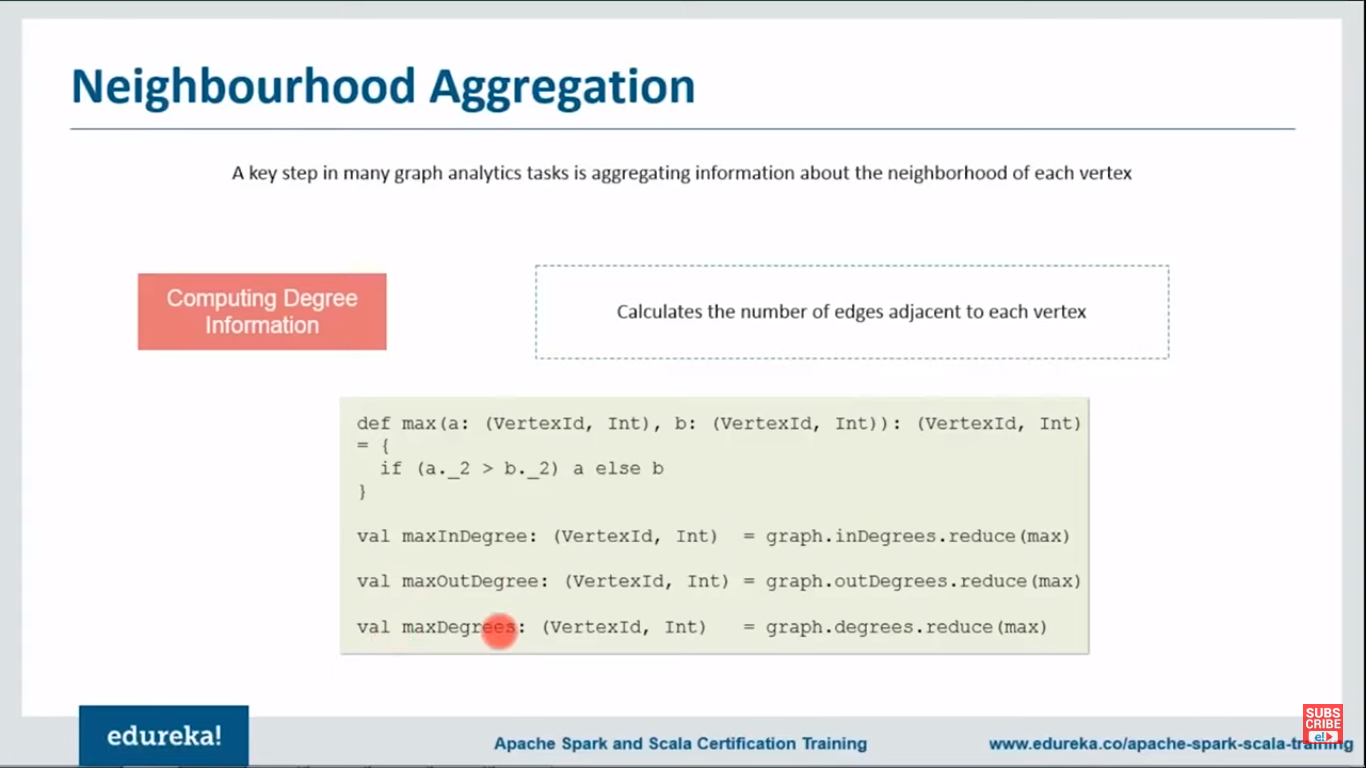 Neighbourhood Aggregation
A key step in many graph analytics tasks is aggregating information about the neighborhood of each vertex
Computing Degree
Information
Calculates the number of edges adjacent to each vertex
def max(a: (VertexId, Int), b: (VertexId, Int)): (VertexId, Int)
= {
  if (a._2 > b._2) a else b
}
val maxInDegree: (VertexId, Int)  = graph.inDegrees.reduce(max)
val maxOutDegree: (VertexId, Int) = graph.outDegrees.reduce(max)
val maxDegrees: (VertexId, Int)   = graph.degrees.reduce(max)
SUBS
CRIBE
e!
edureka!
Apache Spark and Scala Certification Training
www.edureka.co/apache-spark-scala-training